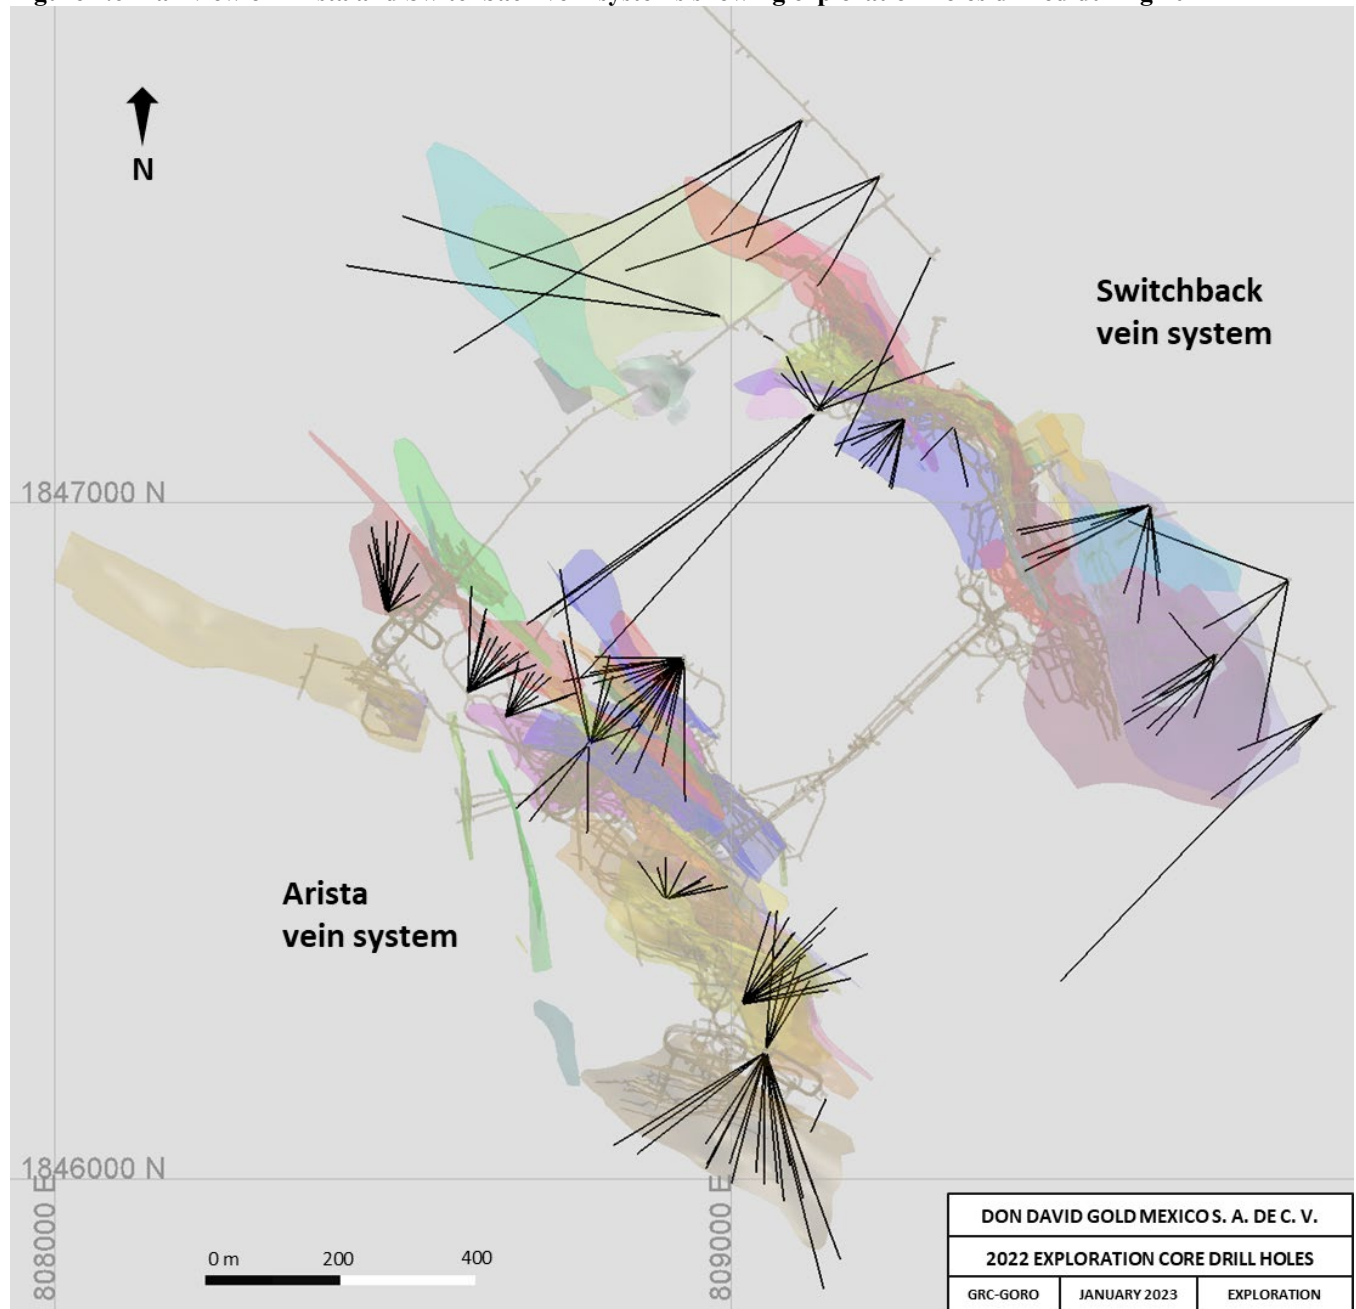 N
Switchback
vein system
1847000 N
Arista
vein system
1846000 N
808000 E
809000 E
0 m 200 400
DON DAVID GOLD MEXICO S. A. DE C. V.
2022 EXPLORATION CORE DRILL HOLES
GRC-GORO JANUARY 2023 EXPLORATION